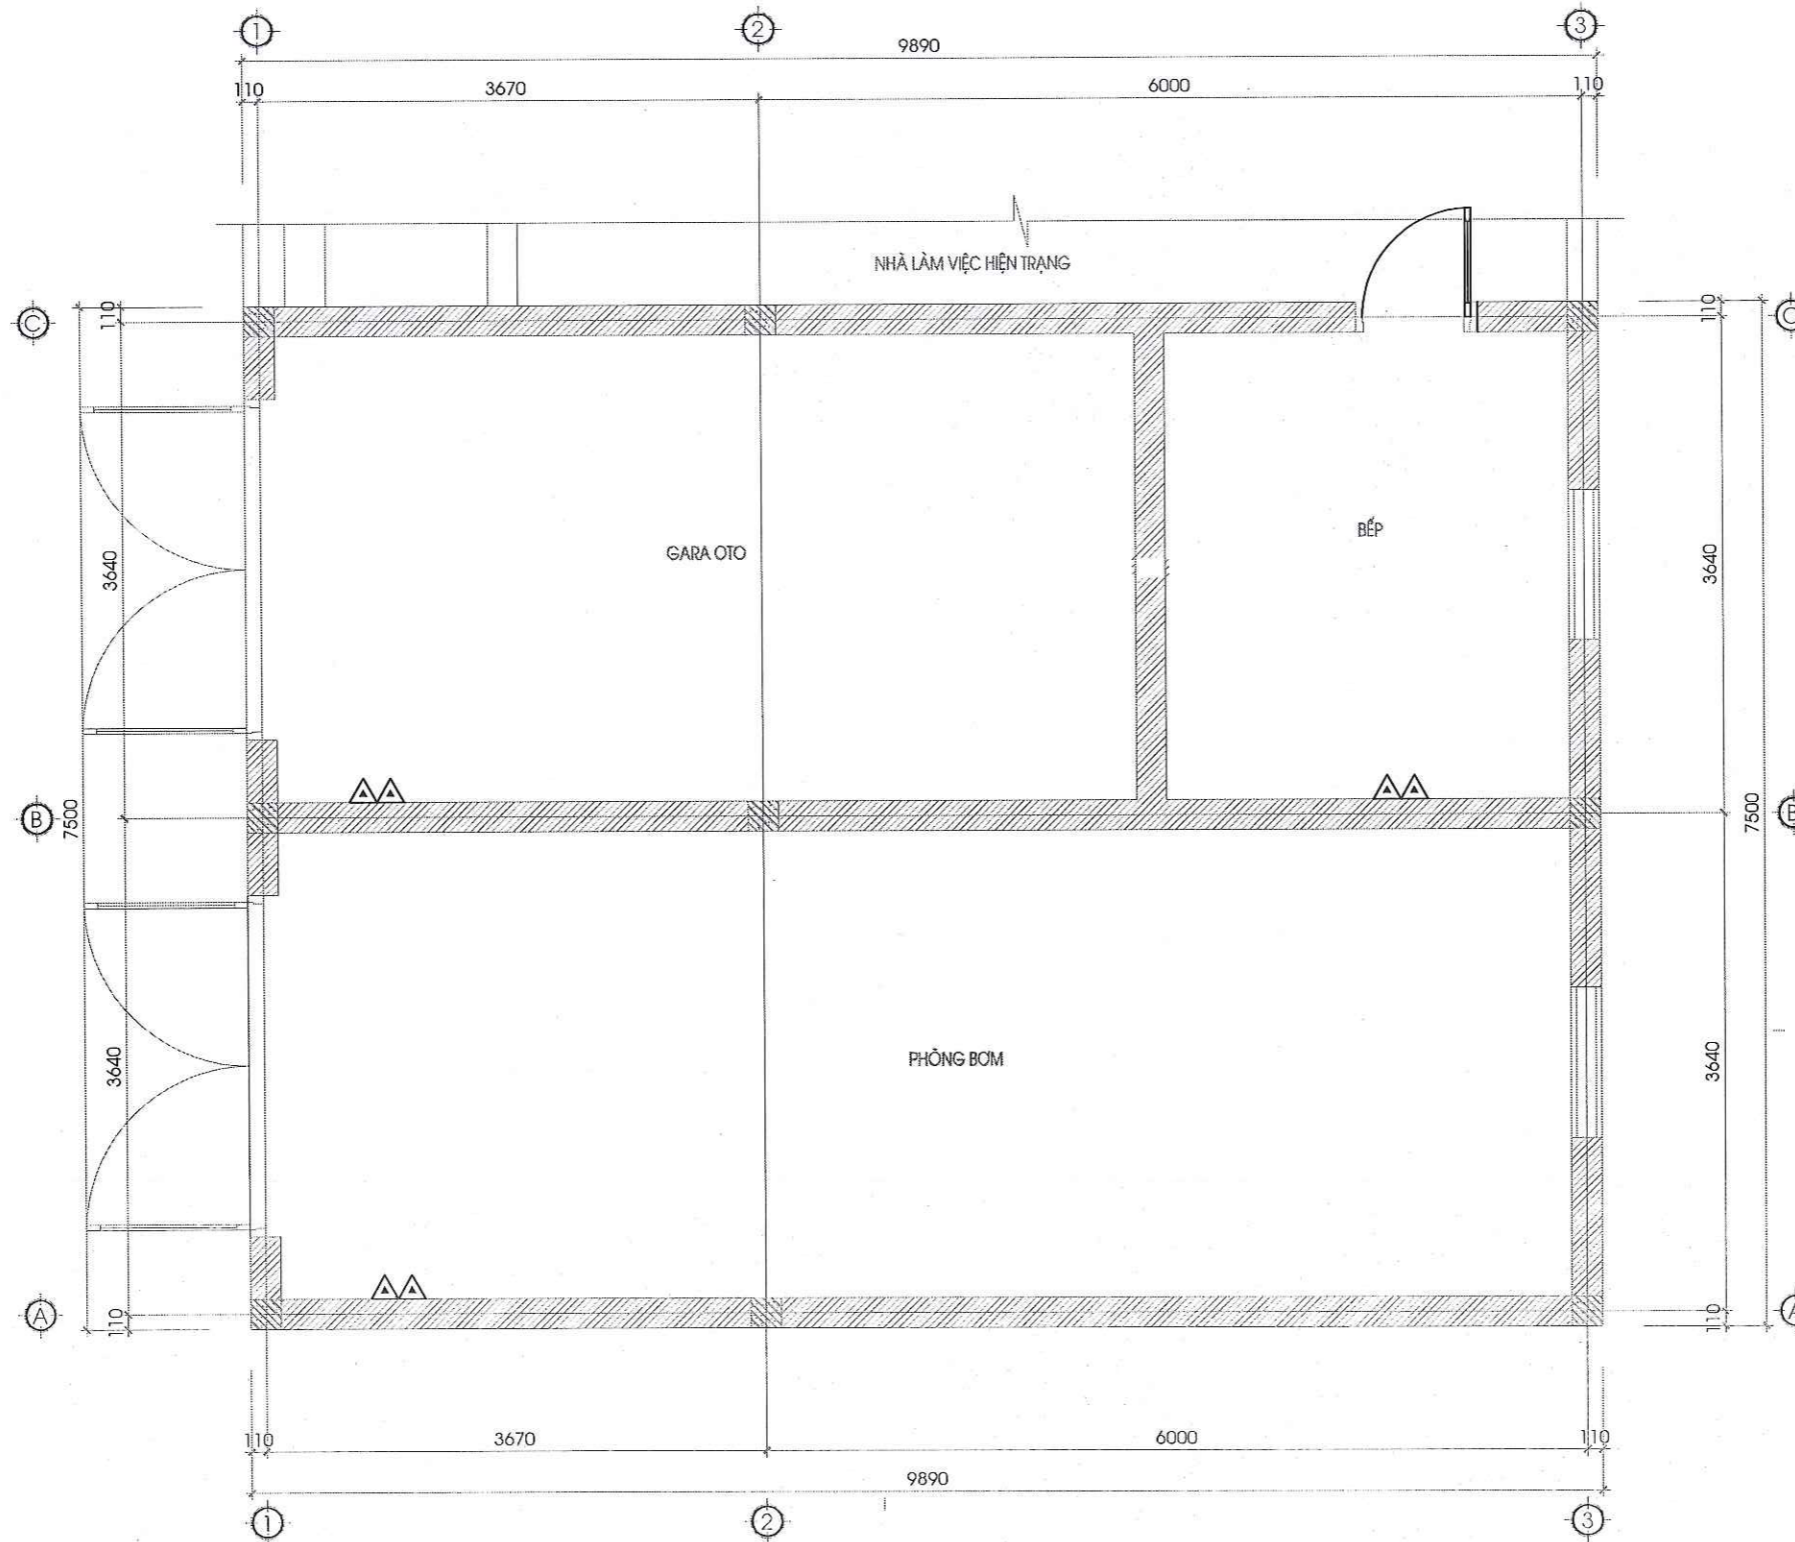 1 2 3
9890
110 3670 6000 110
NHÀ LÀM VIỆC HIỆN TRẠNG
C 110 110 C
BẾP
GARA OTO
3640 3640
B 7500 7500 B
PHÒNG BƠM
3640 3640
A 110 110 A
110 3670 6000 110
9890
1 2 3